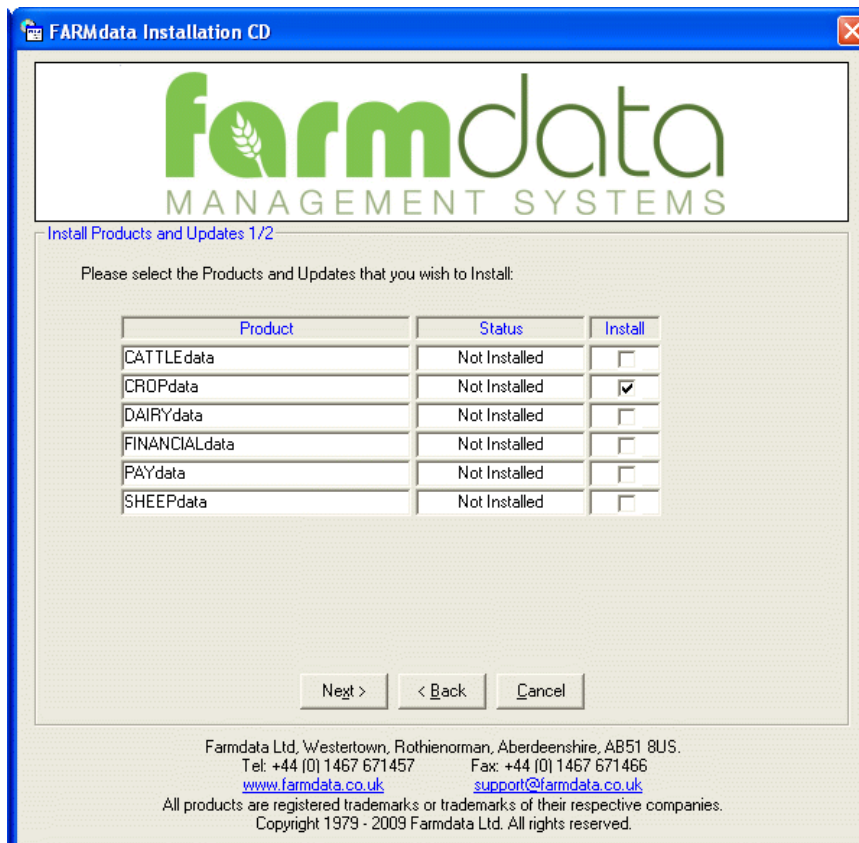 FARMdata Installation CD
farmdata
MANAGEMENT SYSTEMS
Install Products and Updates 1/2
Please select the Products and Updates that you wish to Install:
Product Status Install
CATTLEdata Not Installed
CROPdata Not Installed
DAIRYdata Not Installed
FINANCIALdata Not Installed
PAYdata Not Installed
SHEEPdata Not Installed
Next > < Back Cancel
Farmdata Ltd, Westertown, Rothienorman, Aberdeenshire, AB51 8US.
Tel: +44 (0) 1467 671457 Fax: +44 (0) 1467 671466
www.farmdata.co.uk support@farmdata.co.uk
All products are registered trademarks or trademarks of their respective companies.
Copyright 1979 - 2009 Farmdata Ltd. All rights reserved.